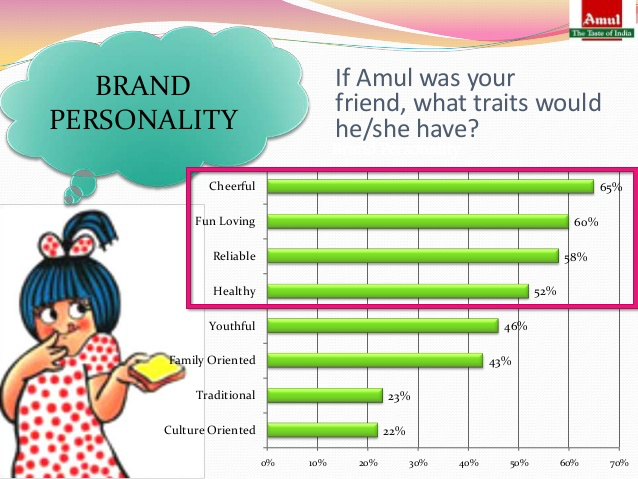 Amul
The Taste of India
BRAND
PERSONALITY
If Amul was your
friend, what traits would
he/she have?
Cheerful 65%
Fun Loving 60%
Reliable 58%
Healthy 52%
Youthful 46%
Family Oriented 43%
Traditional 23%
Culture Oriented 22%
0% 10% 20% 30% 40% 50% 60% 70%